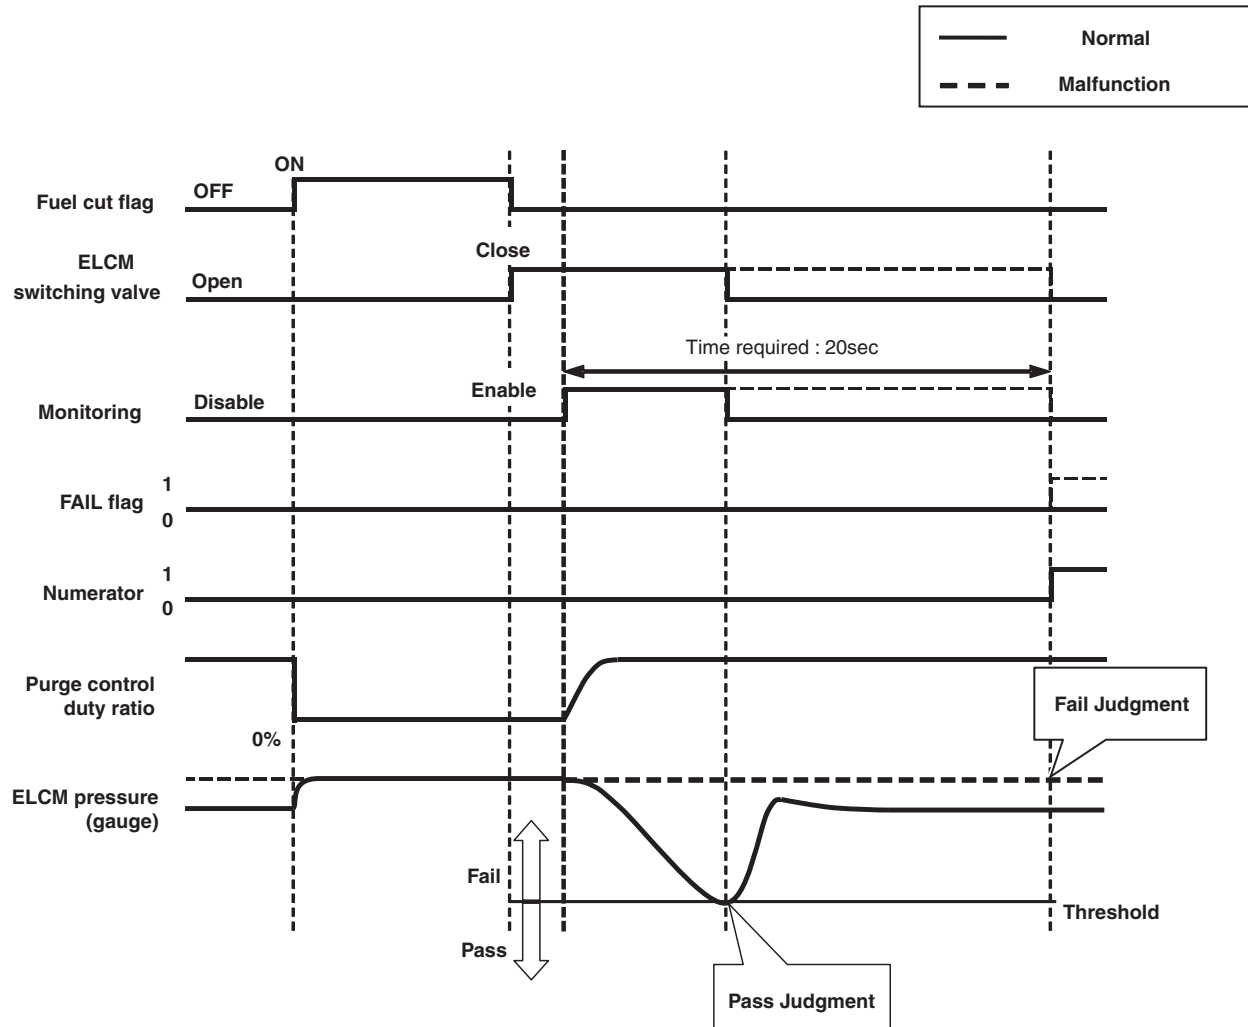 Normal
Malfunction
ON
Fuel cut flag
OFF
ELCM
switching valve
Close
Open
Time required : 20sec
Monitoring
Disable
Enable
FAIL flag
1
0
Numerator
1
0
Purge control
duty ratio
0%
Fail Judgment
ELCM pressure
(gauge)
Fail
Threshold
Pass
Pass Judgment